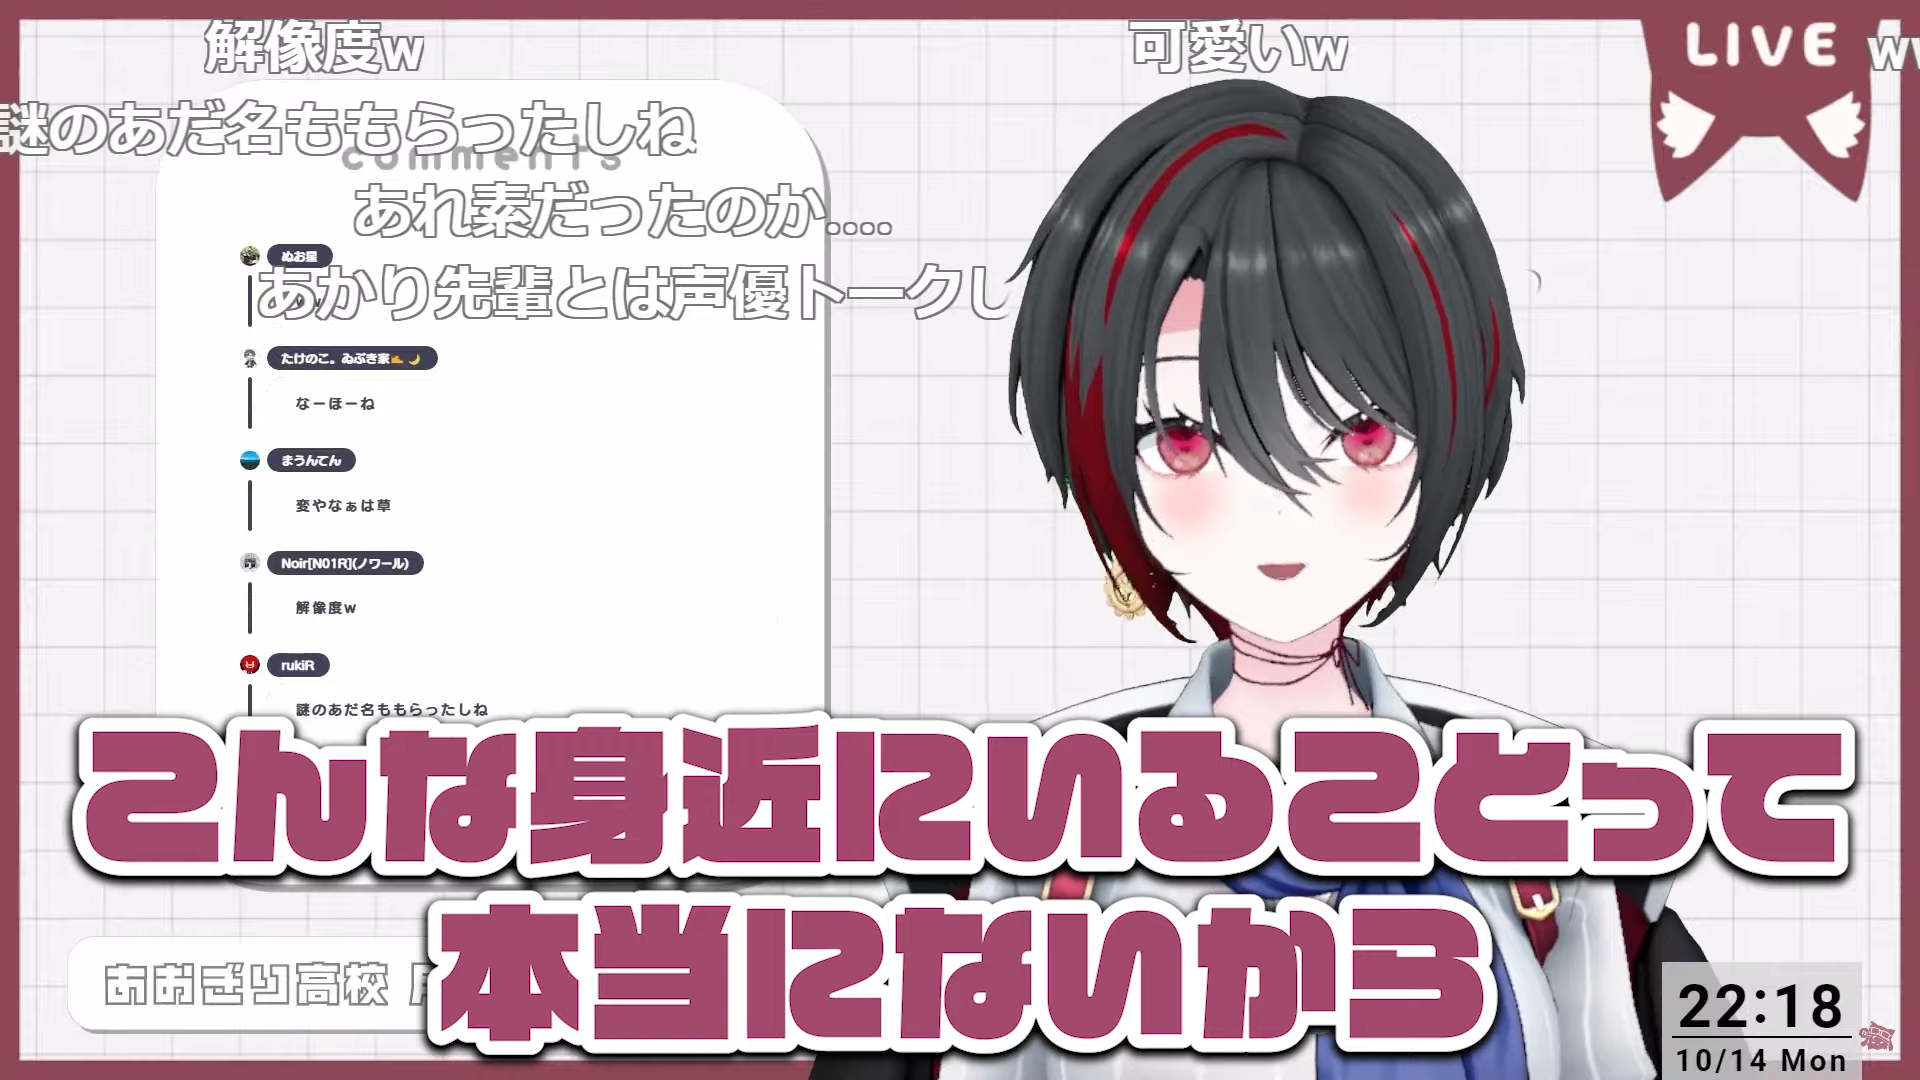 解像度w
可愛いw
LIVE
謎のあだ名ももらったしね
comments
あれ素だったのか....
ぬお星
あかり先輩とは声優トークし
たけのこ。ゐぶき家
なーほーね
まうんてん
変やなぁは草
Noir[N01R](ノワール)
解像度w
rukiR
謎のあだ名ももらったしね
こんな身近にいることって
本当にないから
あおぎり高校
22:18
10/14 Mon